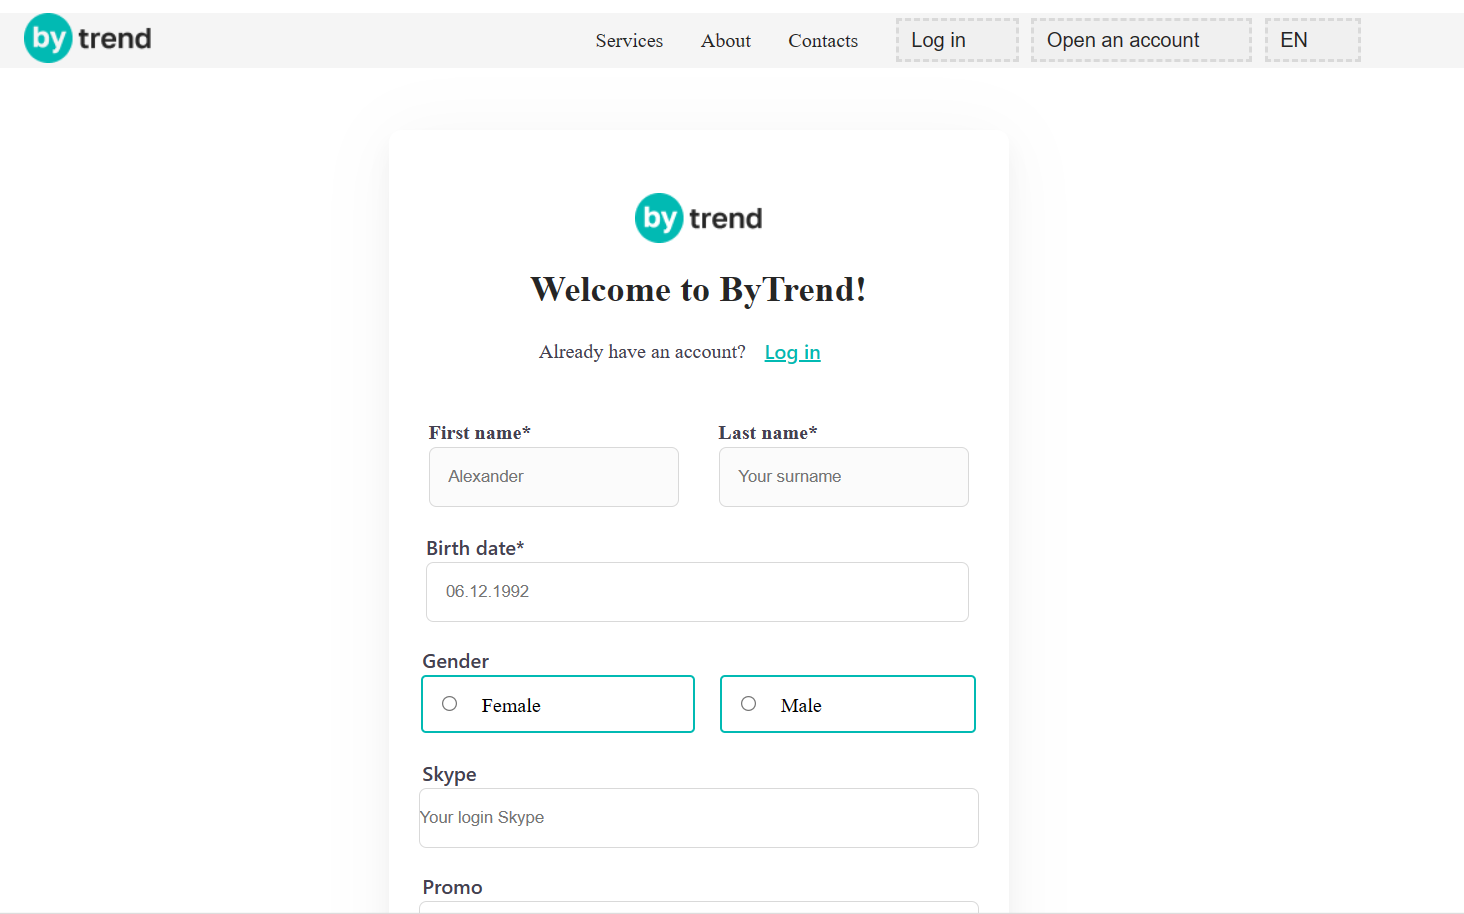 by trend Services About Contacts Log in Open an account EN
by trend
Welcome to ByTrend!
Already have an account? Log in
First name* Last name*
Alexander Your surname
Birth date*
06.12.1992
Gender
Female Male
Skype
Your login Skype
Promo